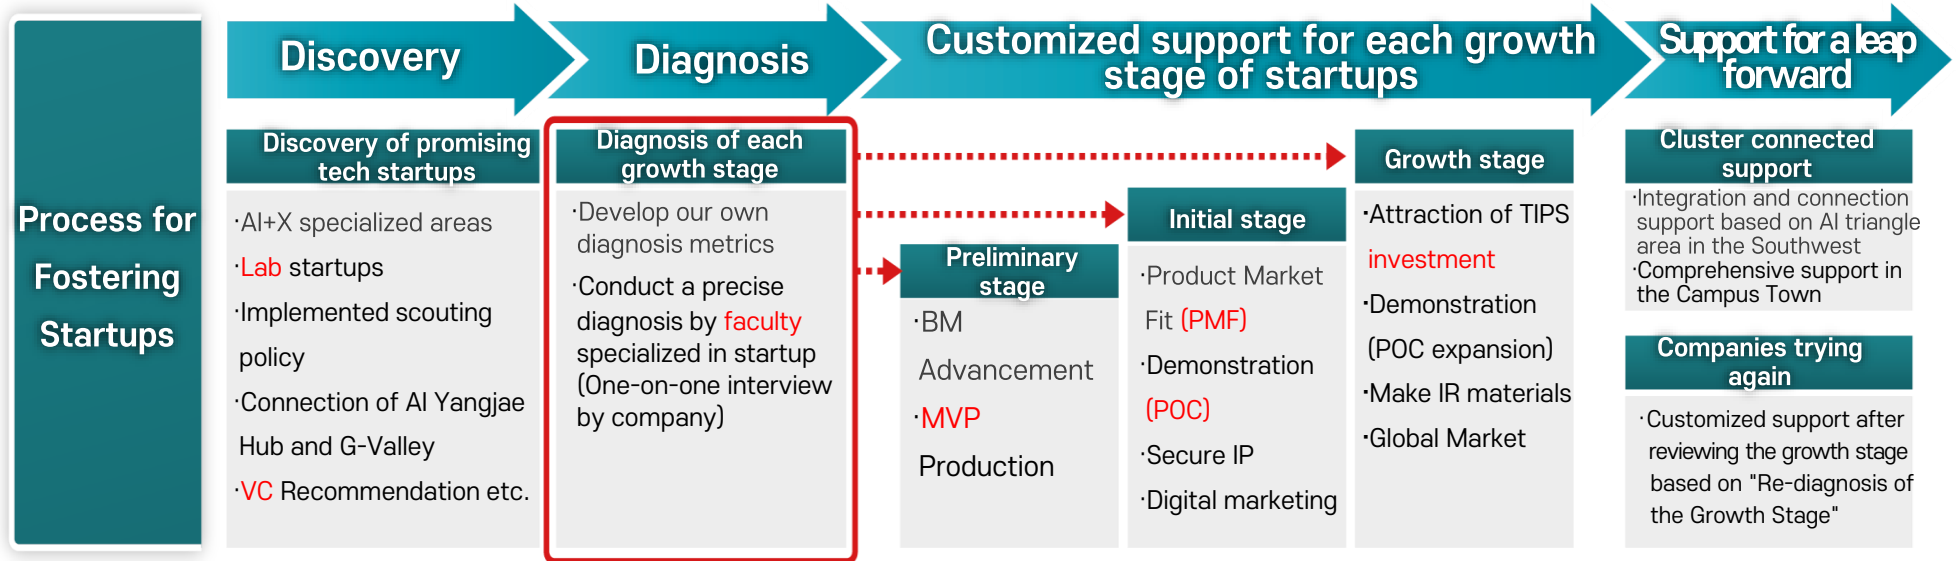 Process for
Fostering
Startups
Discovery
Diagnosis
Customized support for each growth
stage of startups
Support for a leap
forward
Discovery of promising
tech startups
·AI+X specialized areas
·Lab startups
·Implemented scouting
policy
·Connection of AI Yangjae
Hub and G-Valley
·VC Recommendation etc.
Diagnosis of each
growth stage
·Develop our own
diagnosis metrics
·Conduct a precise
diagnosis by faculty
specialized in startup
(One-on-one interview
by company)
Preliminary
stage
·BM
Advancement
·MVP
Production
Initial stage
·Product Market
Fit (PMF)
·Demonstration
(POC)
·Secure IP
·Digital marketing
Growth stage
·Attraction of TIPS
investment
·Demonstration
(POC expansion)
·Make IR materials
·Global Market
Cluster connected
support
·Integration and connection
support based on AI triangle
area in the Southwest
·Comprehensive support in
the Campus Town
Companies trying
again
·Customized support after
reviewing the growth stage
based on "Re-diagnosis of
the Growth Stage"